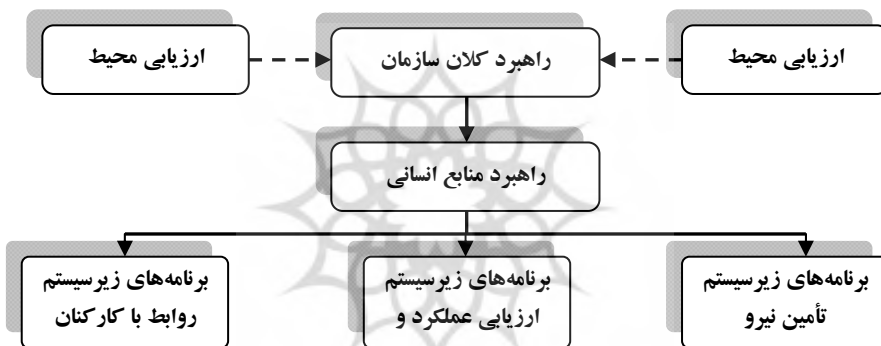 ارزیابی محیط
راهبرد کلان سازمان
ارزیابی محیط
راهبرد منابع انسانی
برنامه‌های زیرسیستم
تأمین نیرو
برنامه‌های زیرسیستم
ارزیابی عملکرد و
برنامه‌های زیرسیستم
روابط با کارکنان